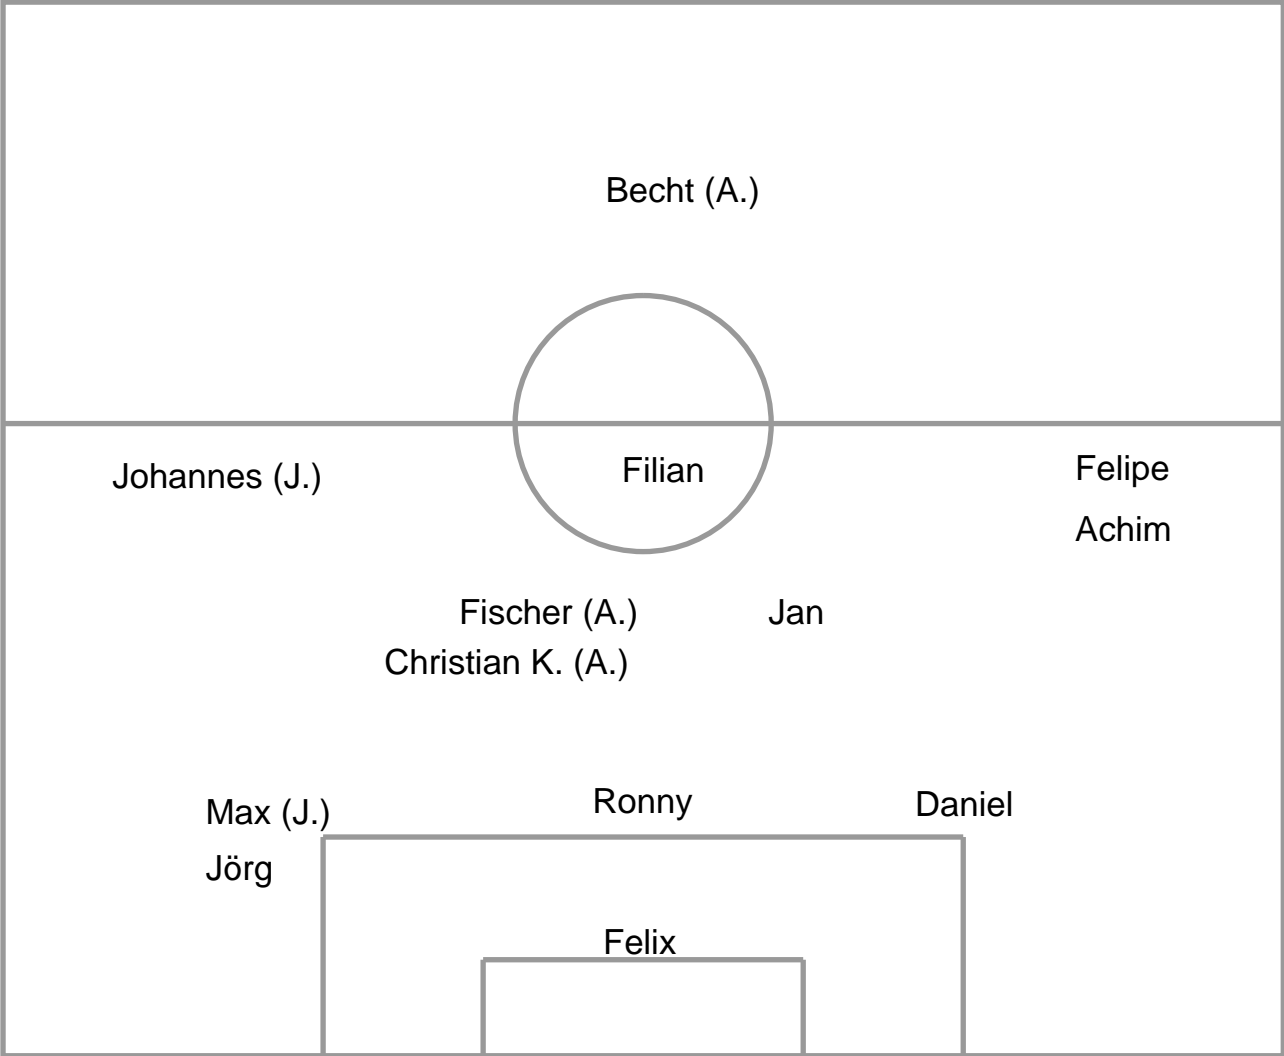 Becht (A.)
Johannes (J.)
Filian
Felipe
Achim
Fischer (A.)
Jan
Christian K. (A.)
Max (J.)
Ronny
Daniel
Jörg
Felix